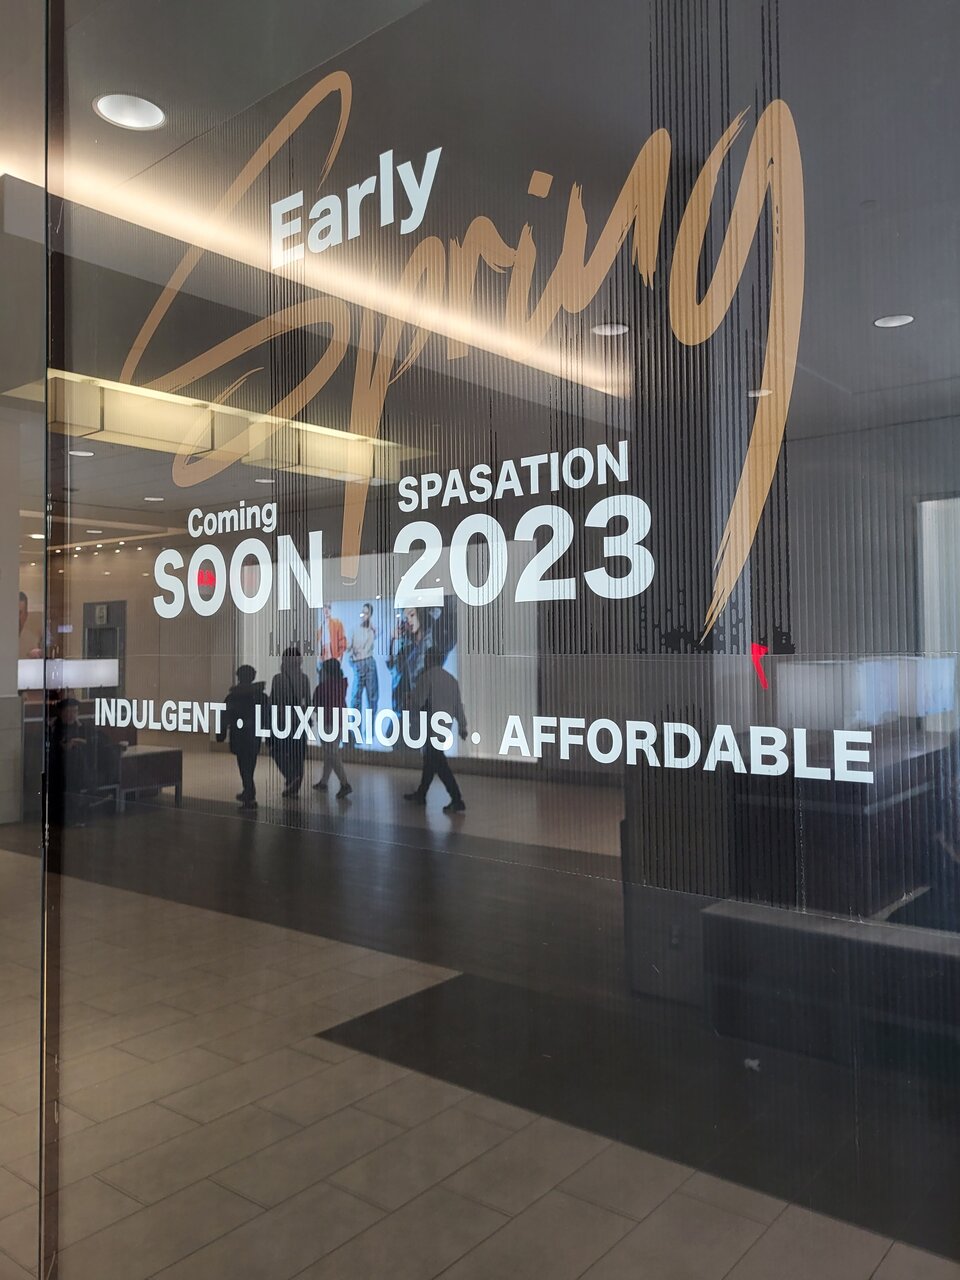 Early
Spring
Coming SPASATION
SOON 2023
INDULGENT · LUXURIOUS · AFFORDABLE